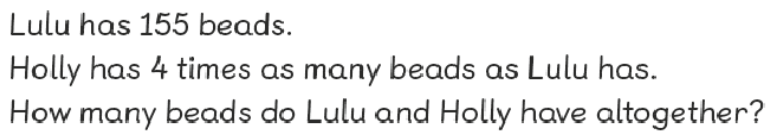 Lulu has 155 beads.
Holly has 4 times as many beads as Lulu has.
How many beads do Lulu and Holly have altogether?